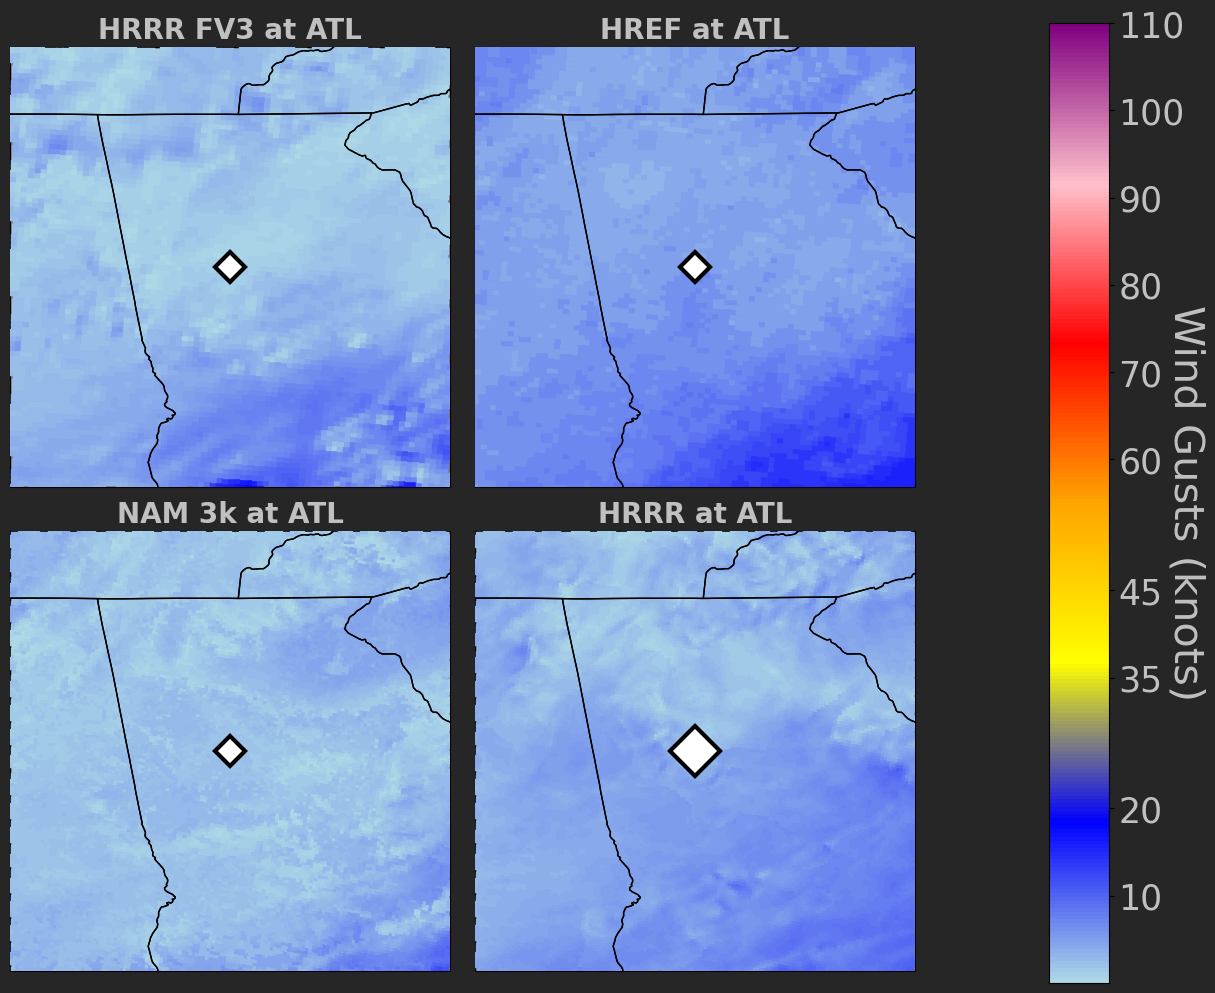 HRRR FV3 at ATL
HREF at ATL
NAM 3k at ATL
HRRR at ATL
110
100
90
80
70
60
45
35
20
10
Wind Gusts (knots)